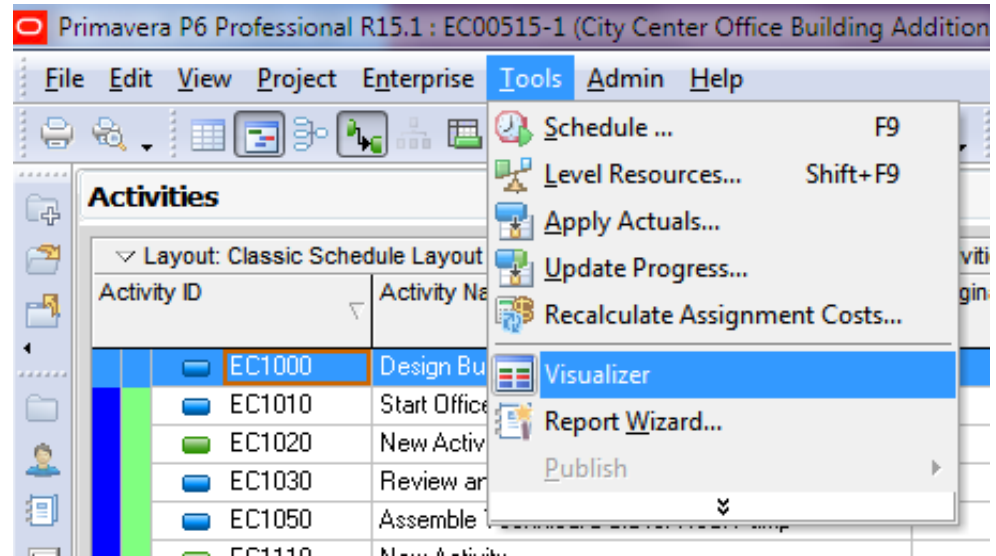 Primavera P6 Professional R15.1 : EC00515-1 (City Center Office Building Addition
File Edit View Project Enterprise Tools Admin Help
Schedule ... F9
Level Resources... Shift+F9
Activities
Apply Actuals...
Layout: Classic Schedule Layout
Update Progress...
Activity ID
Activity Na
Recalculate Assignment Costs...
EC1000 Design Bu
Visualizer
EC1010 Start Office
Report Wizard...
EC1020 New Activ
EC1030 Review an
Publish
EC1050 Assemble
EC1110 New Activity